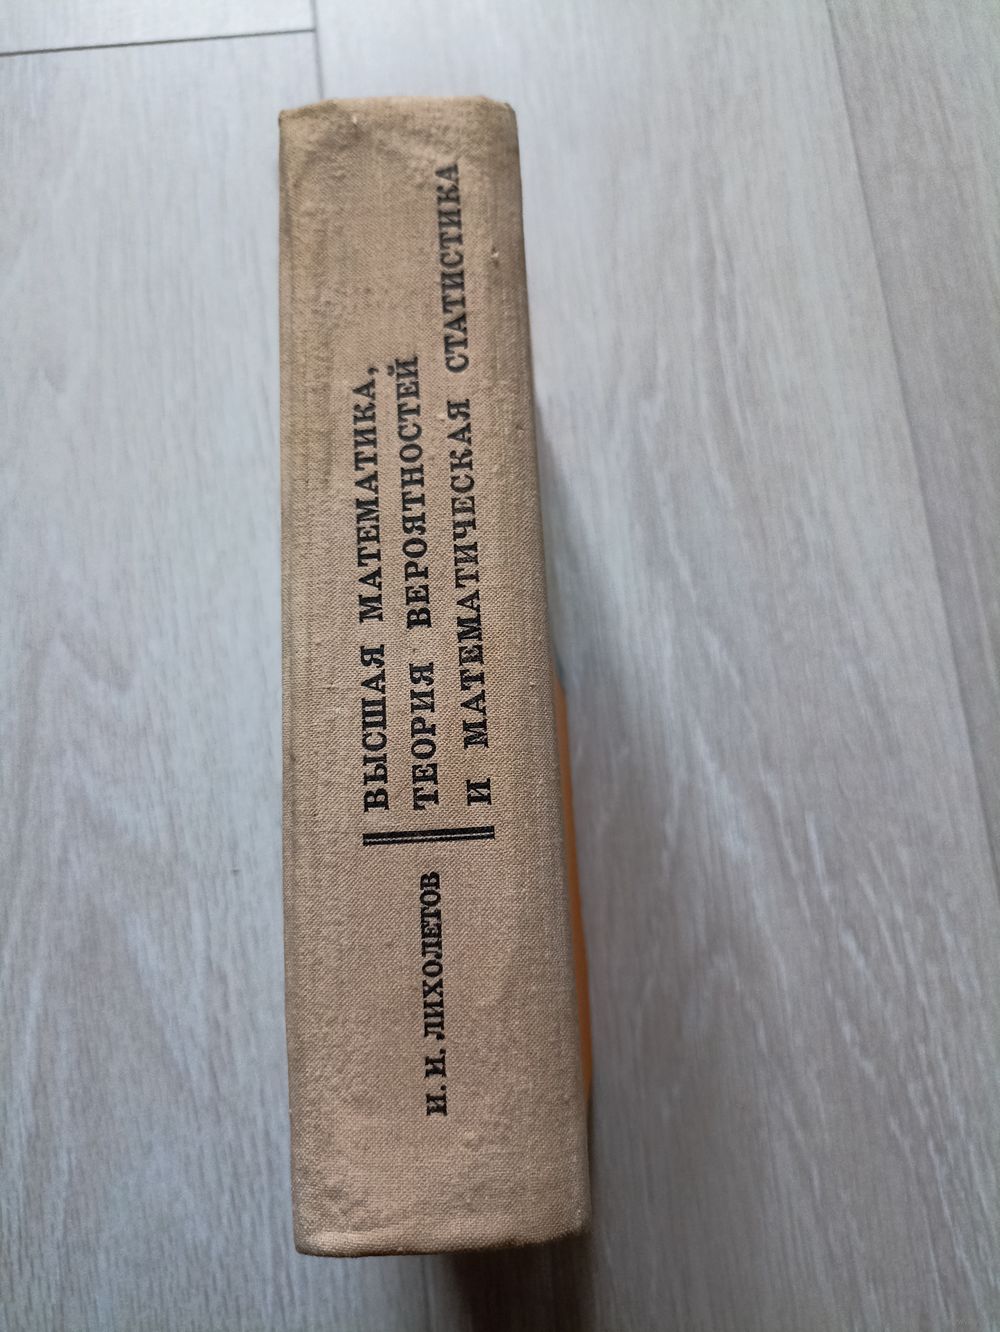 И. И. ЛИХОЛЕТОВ
ВЫСШАЯ МАТЕМАТИКА,
ТЕОРИЯ ВЕРОЯТНОСТЕЙ
И МАТЕМАТИЧЕСКАЯ СТАТИСТИКА